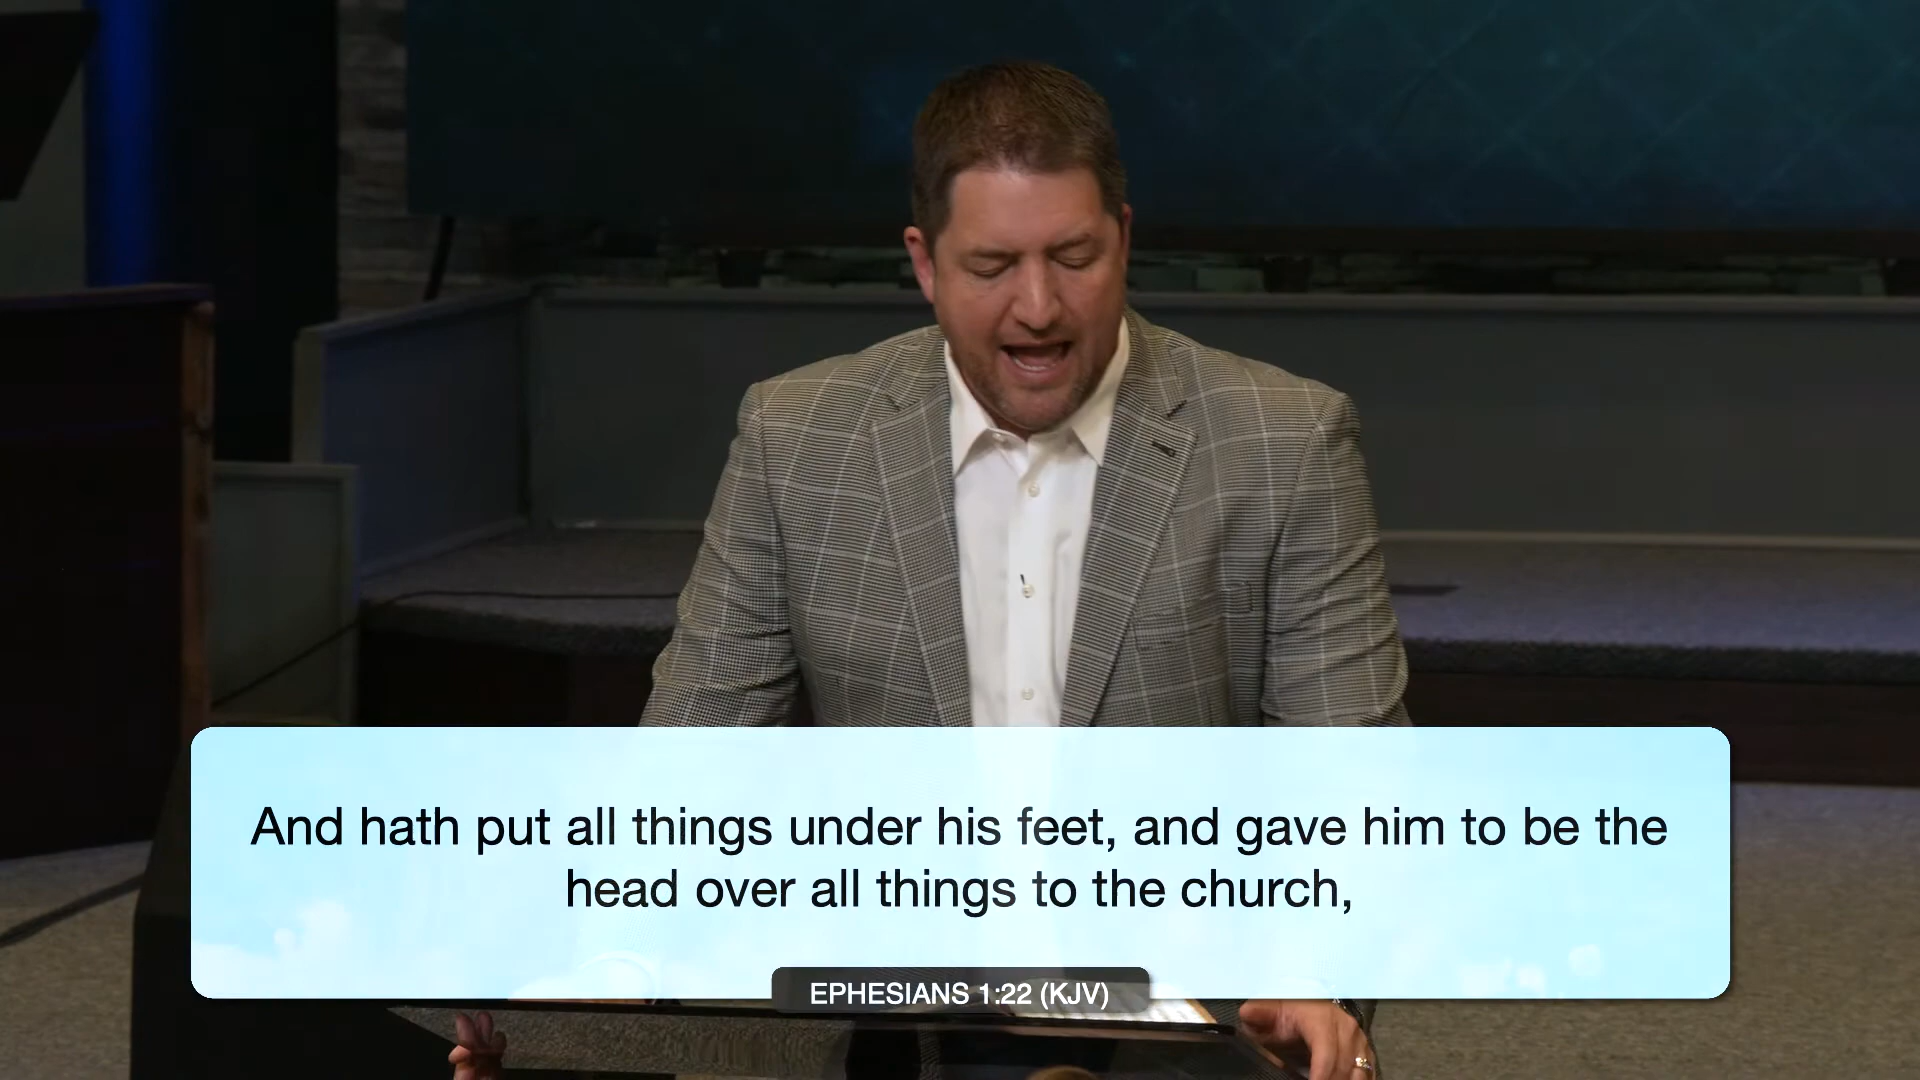 And hath put all things under his feet, and gave him to be the
head over all things to the church,
EPHESIANS 1:22 (KJV)